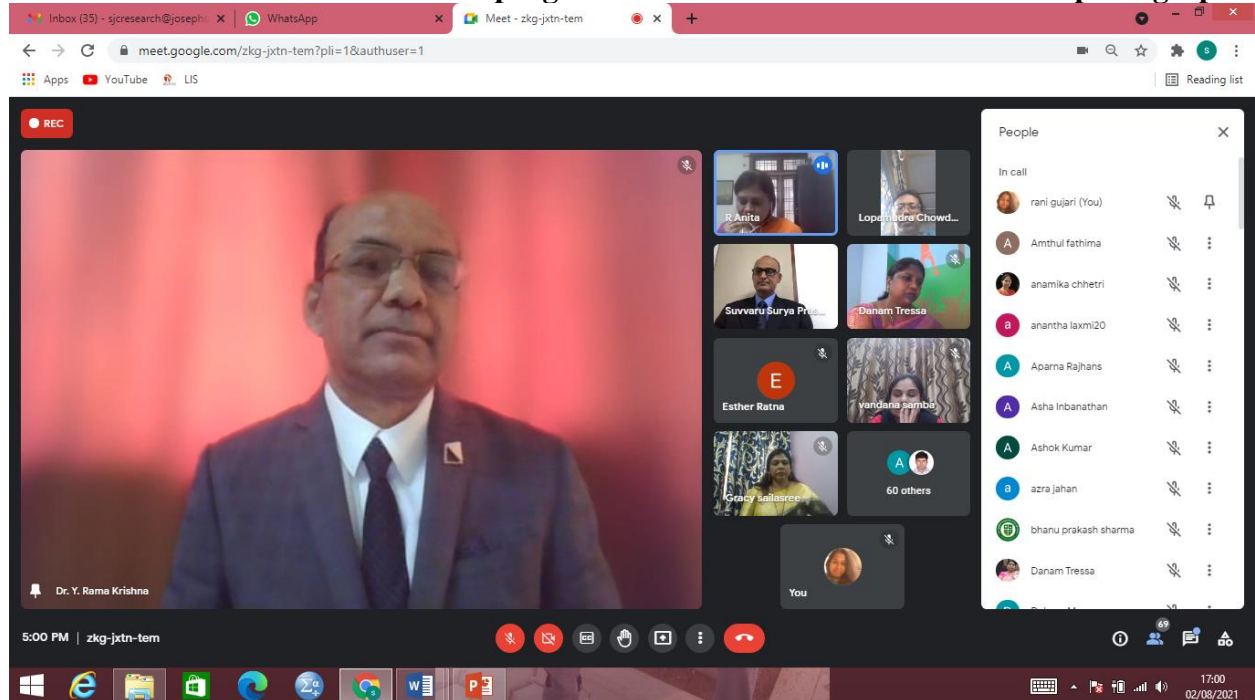 Inbox (35) - sjcresearch@joseph
WhatsApp
Meet - zkg-jxtn-tem
meet.google.com/zkg-jxtn-tem?pli=1&authuser=1
S
Apps
YouTube
LIS
Reading list
REC
People
In call
rani gujari (You)
A Amthul fathima
anamika chhetri
a anantha laxmi20
A Aparna Rajhans
A Asha Inbanathan
A Ashok Kumar
a azra jahan
bhanu prakash sharma
Danam Tressa
R Anita
Lopamudra Chowd...
Suvvaru Surya Pras...
Danam Tressa
E
Esther Ratna
vandana samba
Gracy sailasree
A
60 others
You
Dr. Y. Rama Krishna
5:00 PM | zkg-jxtn-tem
69
17:00
02/08/2021